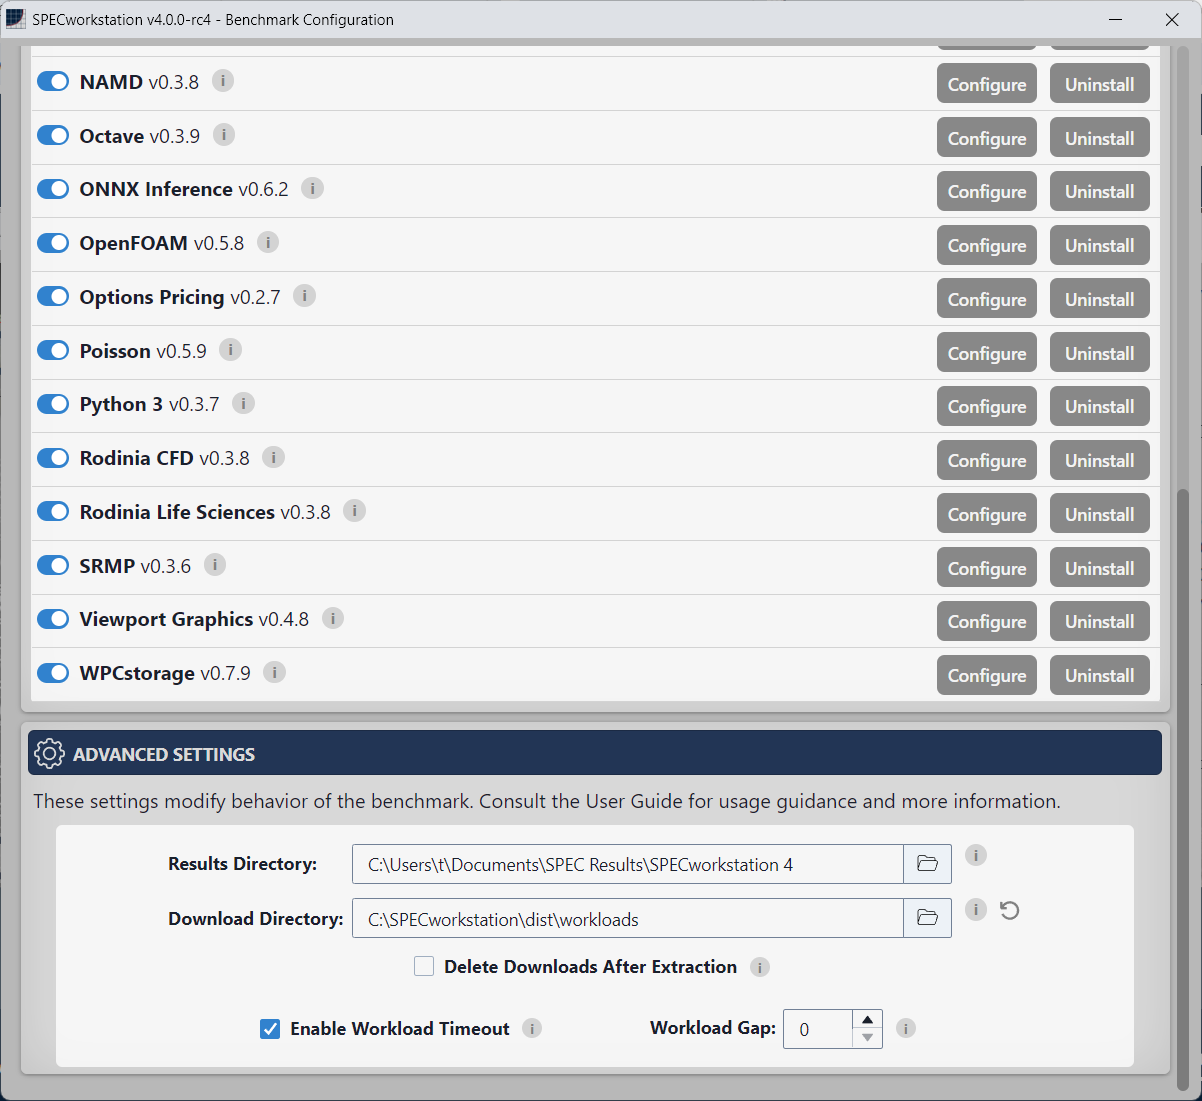 SPECworkstation v4.0.0-rc4 - Benchmark Configuration
NAMD v0.3.8 i Configure Uninstall
Octave v0.3.9 i Configure Uninstall
ONNX Inference v0.6.2 i Configure Uninstall
OpenFOAM v0.5.8 i Configure Uninstall
Options Pricing v0.2.7 i Configure Uninstall
Poisson v0.5.9 i Configure Uninstall
Python 3 v0.3.7 i Configure Uninstall
Rodinia CFD v0.3.8 i Configure Uninstall
Rodinia Life Sciences v0.3.8 i Configure Uninstall
SRMP v0.3.6 i Configure Uninstall
Viewport Graphics v0.4.8 i Configure Uninstall
WPCstorage v0.7.9 i Configure Uninstall
ADVANCED SETTINGS
These settings modify behavior of the benchmark. Consult the User Guide for usage guidance and more information.
Results Directory: C:\Users\t\Documents\SPEC Results\SPECworkstation 4 i
Download Directory: C:\SPECworkstation\dist\workloads i
Delete Downloads After Extraction i
Enable Workload Timeout i Workload Gap: 0 i